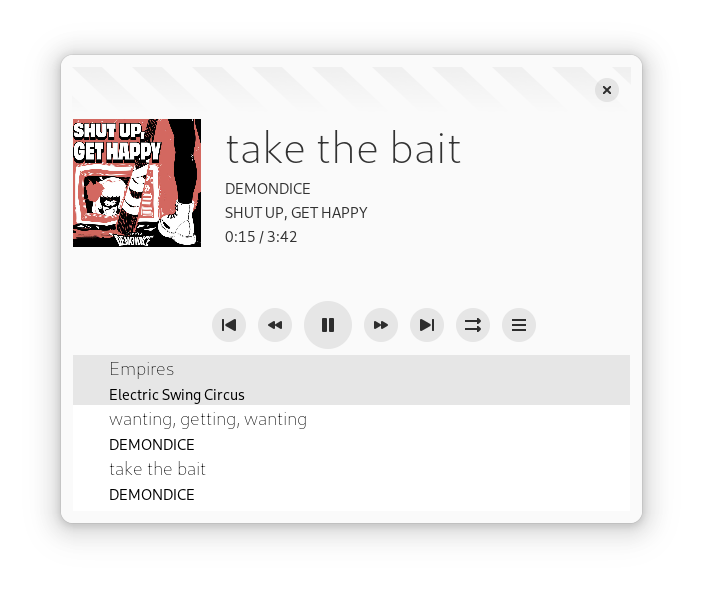 SHUT UP,
GET HAPPY
DEMONDICE
take the bait
DEMONDICE
SHUT UP, GET HAPPY
0:15 / 3:42
Empires
Electric Swing Circus
wanting, getting, wanting
DEMONDICE
take the bait
DEMONDICE